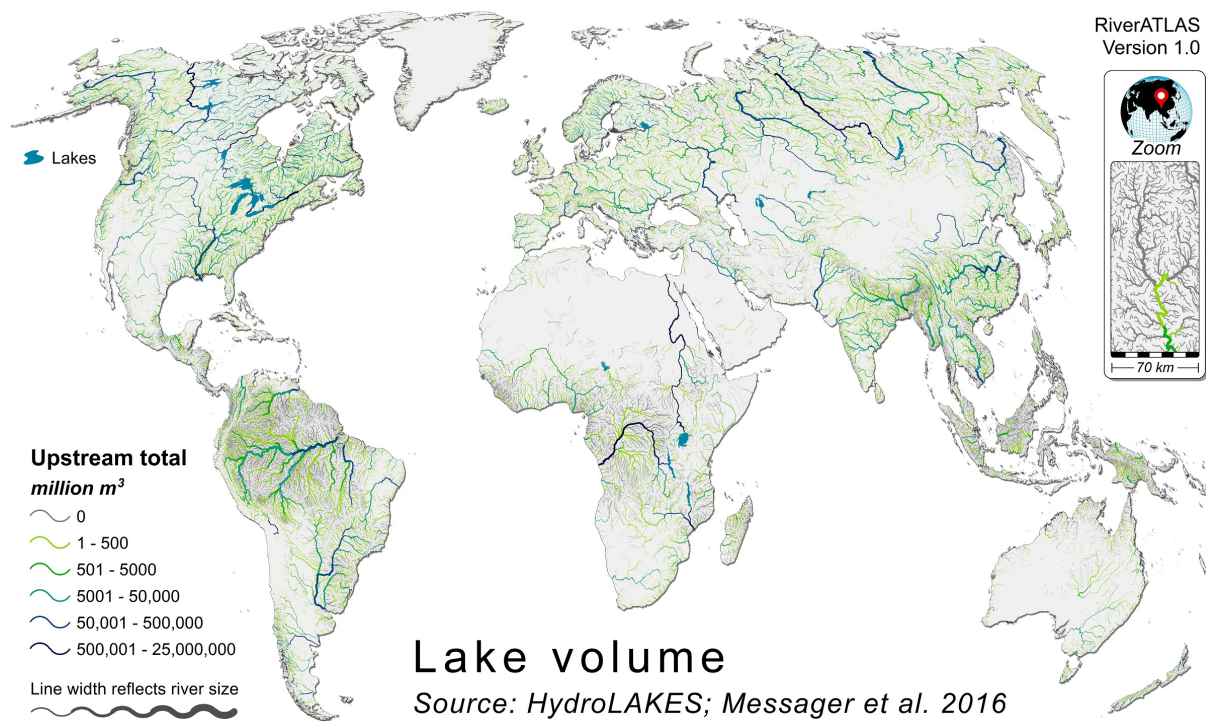 RiverATLAS
Version 1.0
Zoom
70 km
Lakes
Upstream total
million m³
0
1 - 500
501 - 5000
5001 - 50,000
50,001 - 500,000
500,001 - 25,000,000
Line width reflects river size
Lake volume
Source: HydroLAKES; Messager et al. 2016